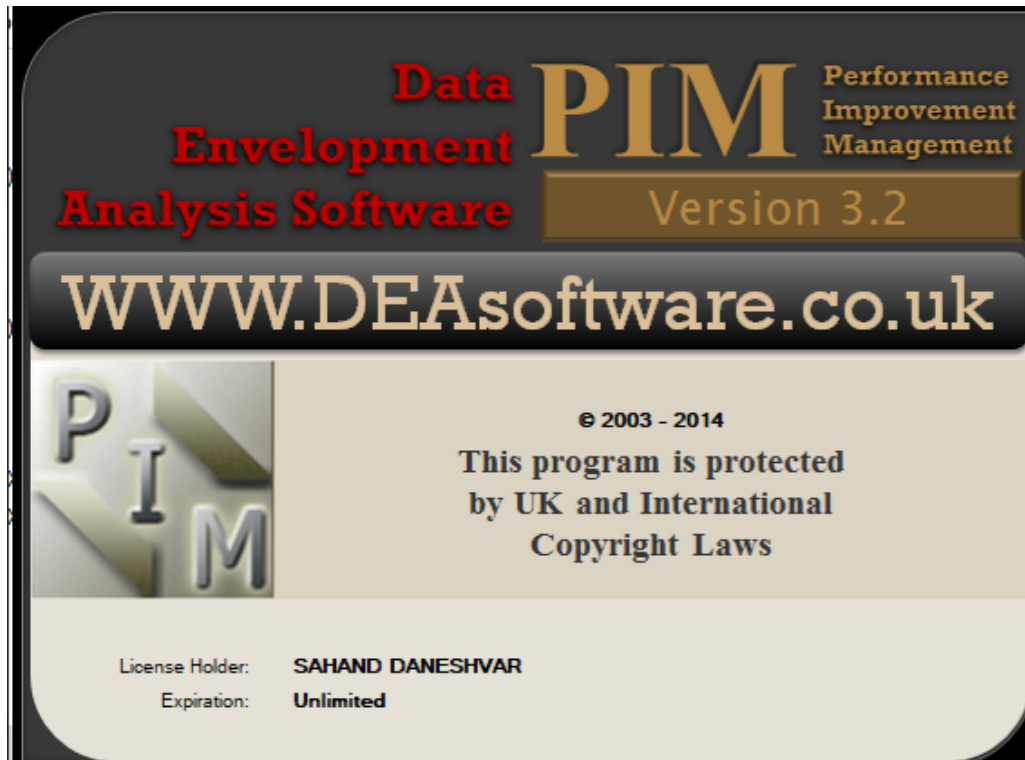 Data
Envelopment
Analysis Software
PIM
Performance
Improvement
Management
Version 3.2
WWW.DEAsoftware.co.uk
P
I
M
© 2003 - 2014
This program is protected
by UK and International
Copyright Laws
License Holder: SAHAND DANESHVAR
Expiration: Unlimited